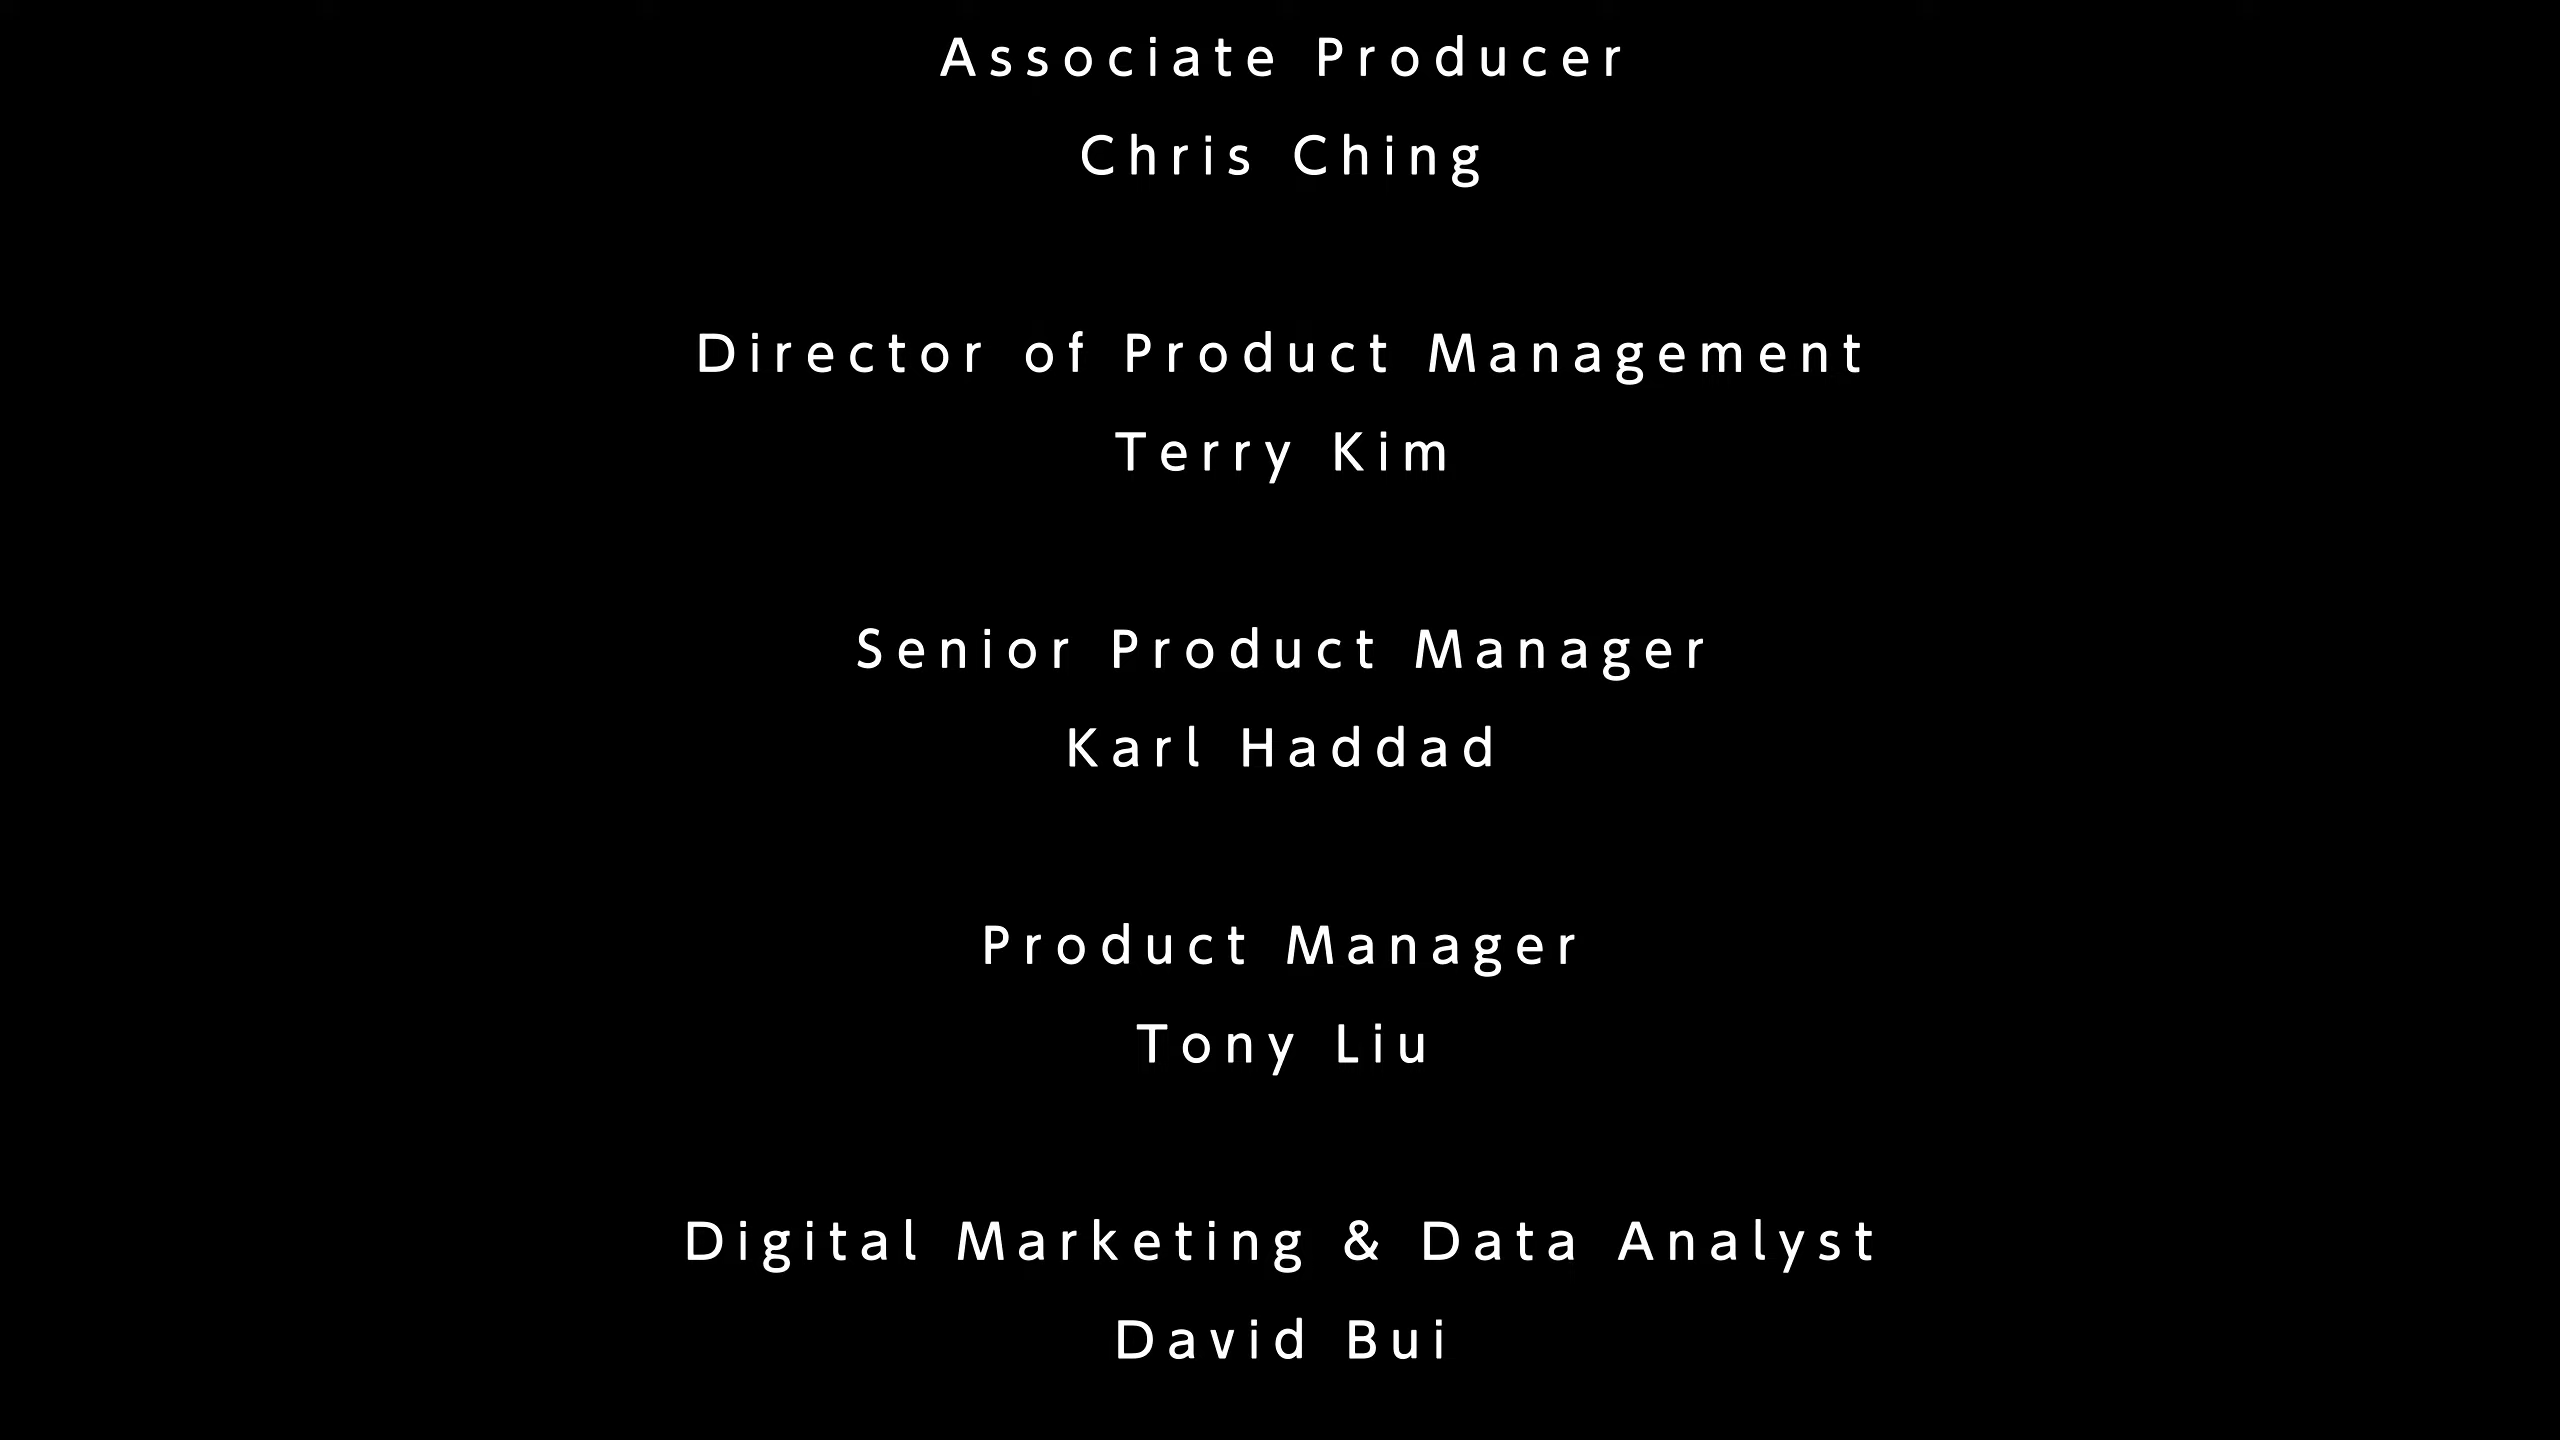 Associate Producer
Chris Ching
Director of Product Management
Terry Kim
Senior Product Manager
Karl Haddad
Product Manager
Tony Liu
Digital Marketing & Data Analyst
David Bui